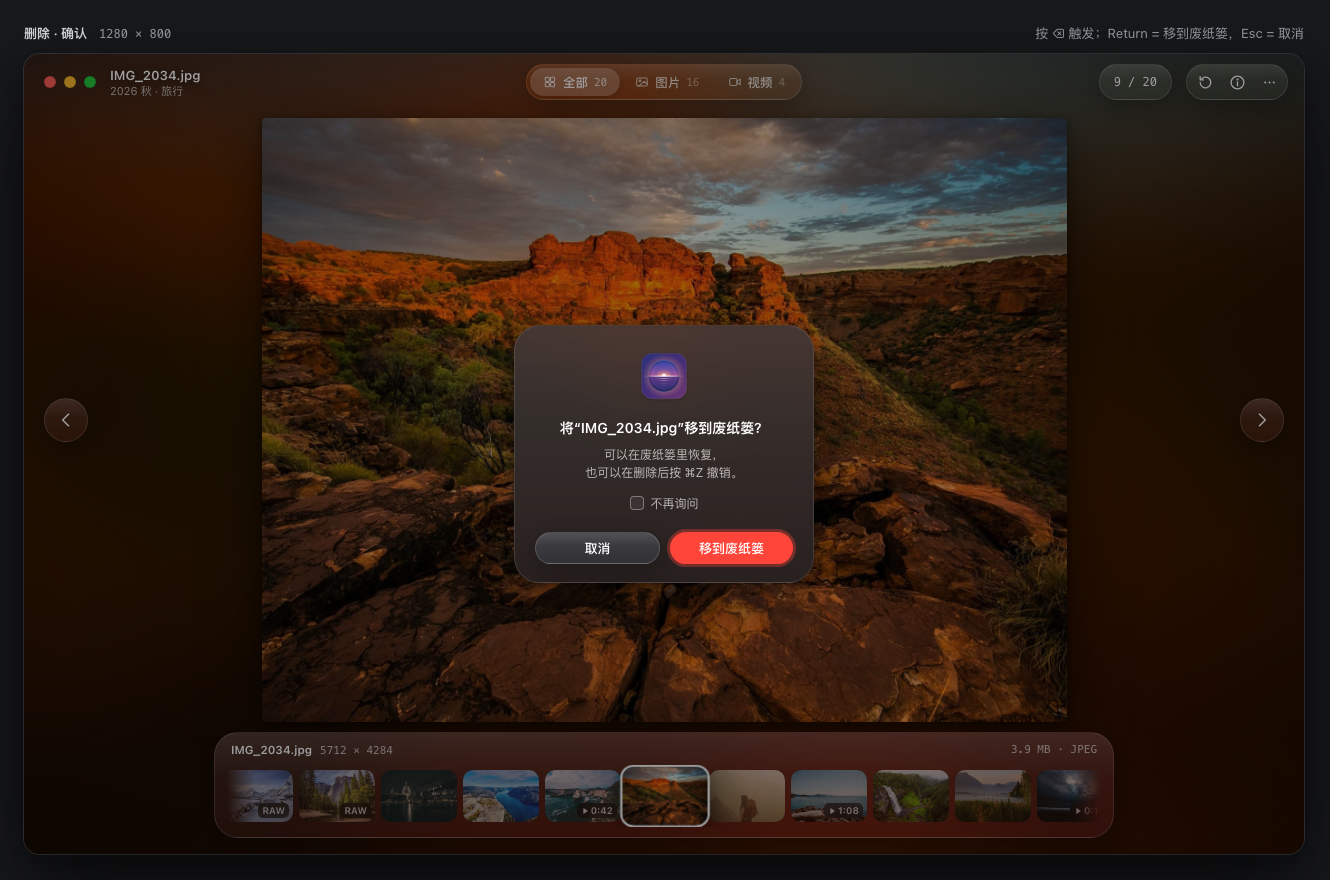 删除 · 确认 1280 × 800
按 ⌫ 触发；Return = 移到废纸篓，Esc = 取消
IMG_2034.jpg
2026 秋 · 旅行
全部 20 图片 16 视频 4
9 / 20
将“IMG_2034.jpg”移到废纸篓？
可以在废纸篓里恢复，
也可以在删除后按 ⌘Z 撤销。
不再询问
取消 移到废纸篓
IMG_2034.jpg 5712 × 4284
3.9 MB · JPEG
RAW RAW 0:42 1:08